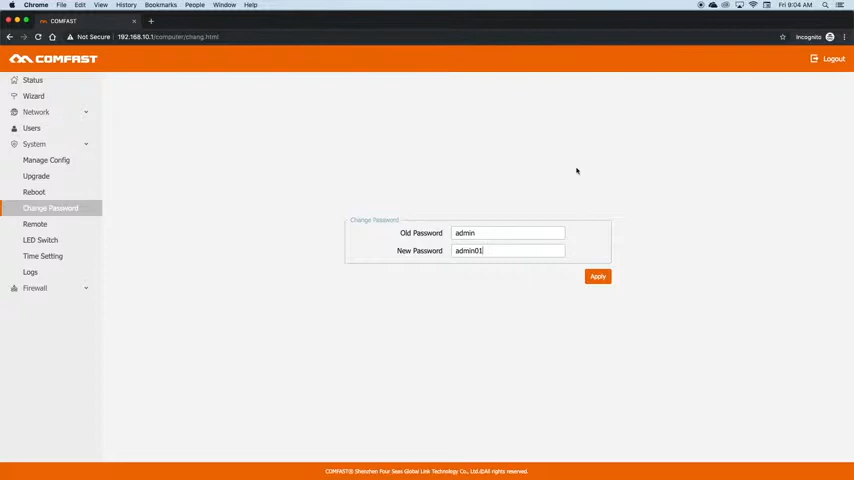 Chrome File Edit View History Bookmarks People Window Help
Fri 9:04 AM
COMFAST
Not Secure 192.168.10.1/computer/chang.html
Incognito
COMFAST
Logout
Status
Wizard
Network
Users
System
Manage Config
Upgrade
Reboot
Change Password
Remote
LED Switch
Time Setting
Logs
Firewall
Change Password
Old Password admin
New Password admin01
Apply
COMFAST® Shenzhen Four Seas Global Link Technology Co., Ltd.©All rights reserved.